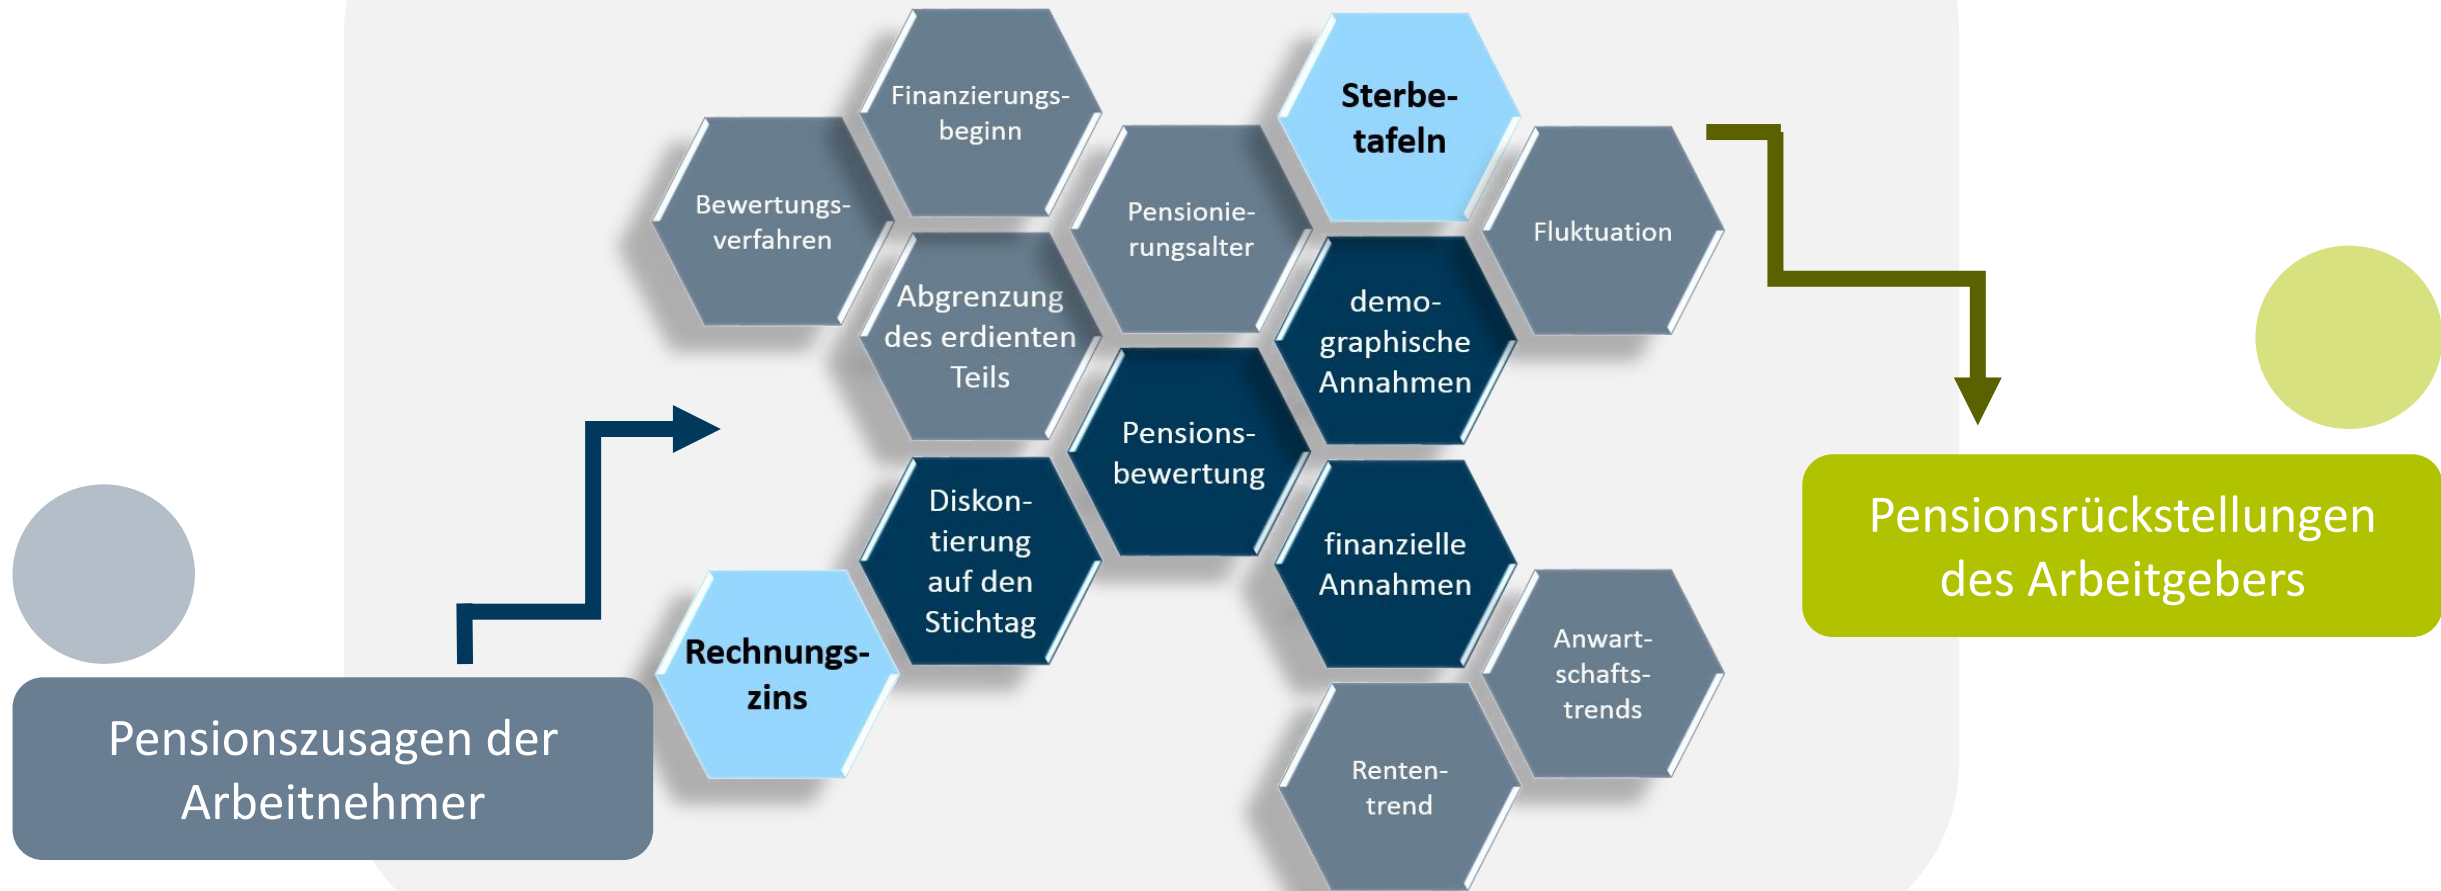 Finanzierungs-
beginn
Sterbe-
tafeln
Bewertungs-
verfahren
Pensionie-
rungsalter
Fluktuation
Abgrenzung
des erdienten
Teils
demo-
graphische
Annahmen
Pensions-
bewertung
Diskon-
tierung
auf den
Stichtag
finanzielle
Annahmen
Pensionsrückstellungen
des Arbeitgebers
Rechnungs-
zins
Anwart-
schafts-
trends
Pensionszusagen der
Arbeitnehmer
Renten-
trend